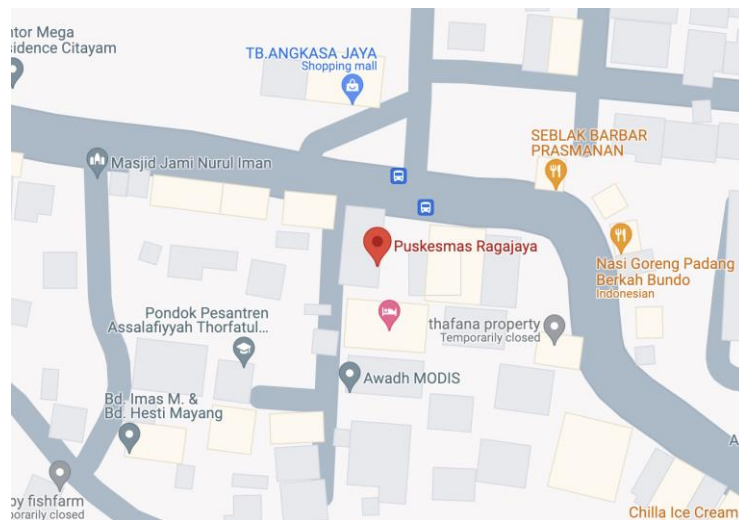 ntor Mega
sidence Citayam
TB.ANGKASA JAYA
Shopping mall
SEBLAK BARBAR
PRASMANAN
Masjid Jami Nurul Iman
Puskesmas Ragajaya
Nasi Goreng Padang
Berkah Bundo
Indonesian
Pondok Pesantren
Assalafiyyah Thorfatul...
thafana property
Temporarily closed
Awadh MODIS
Bd. Imas M. &
Bd. Hesti Mayang
A
by fishfarm
porarily closed
Chilla Ice Cream